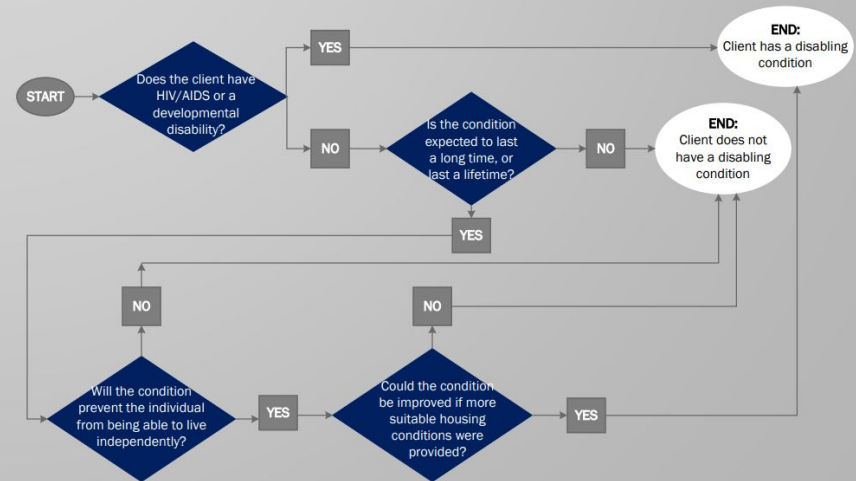 START
Does the client have
HIV/AIDS or a
developmental
disability?
YES
END:
Client has a disabling
condition
NO
Is the condition
expected to last
a long time, or
last a lifetime?
NO
END:
Client does not
have a disabling
condition
YES
NO
NO
Will the condition
prevent the individual
from being able to live
independently?
YES
Could the condition
be improved if more
suitable housing
conditions were
provided?
YES